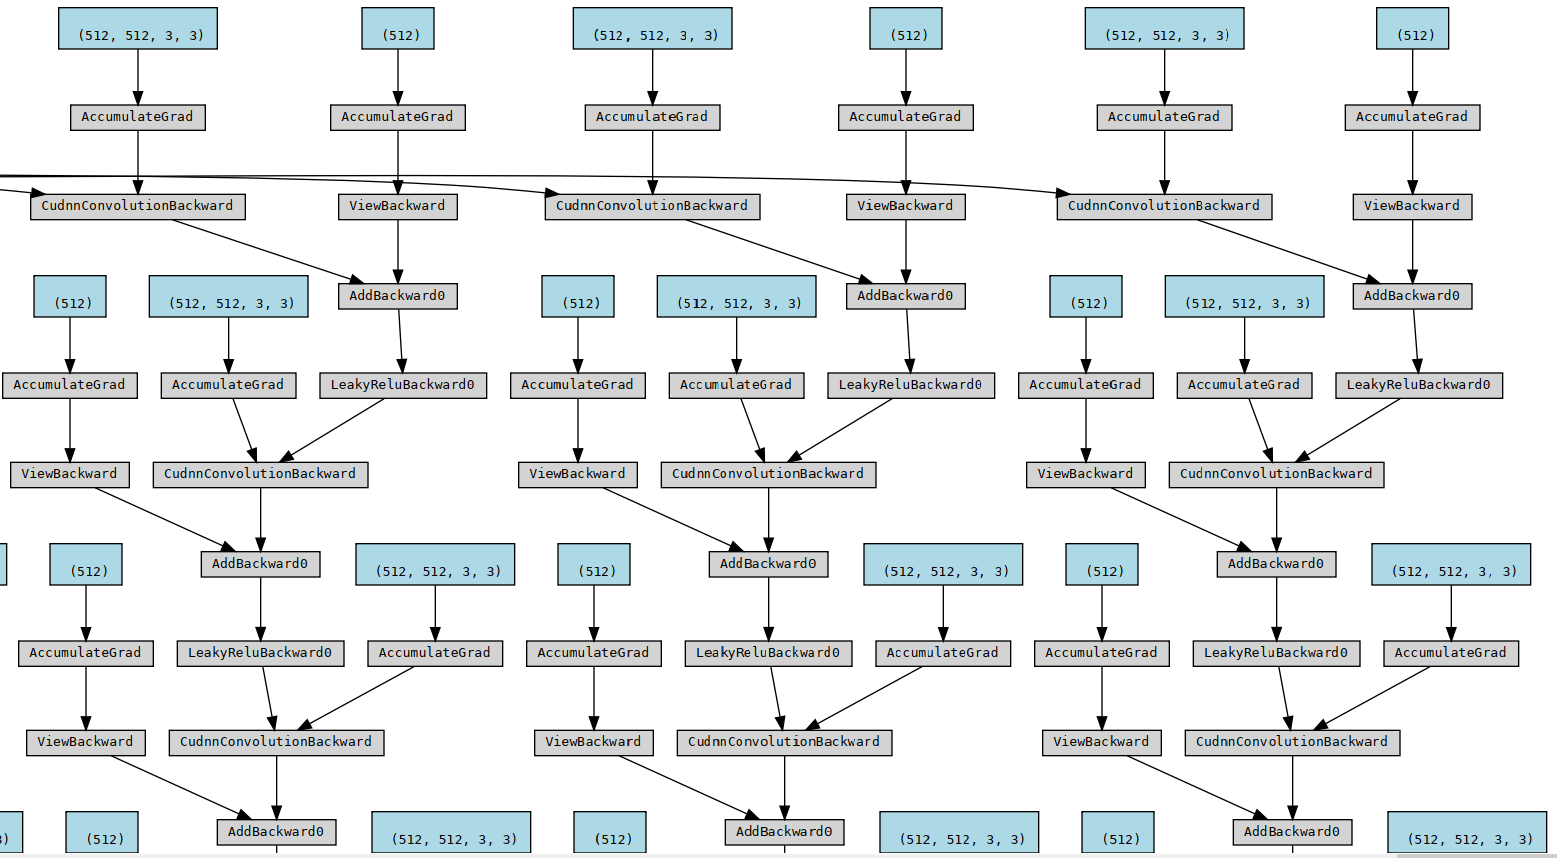 (512, 512, 3, 3)
(512)
(512, 512, 3, 3)
(512)
(512, 512, 3, 3)
(512)
AccumulateGrad
AccumulateGrad
AccumulateGrad
AccumulateGrad
AccumulateGrad
AccumulateGrad
CudnnConvolutionBackward
ViewBackward
CudnnConvolutionBackward
ViewBackward
CudnnConvolutionBackward
ViewBackward
(512)
(512, 512, 3, 3)
AddBackward0
(512)
(512, 512, 3, 3)
AddBackward0
(512)
(512, 512, 3, 3)
AddBackward0
AccumulateGrad
AccumulateGrad
LeakyReluBackward0
AccumulateGrad
AccumulateGrad
LeakyReluBackward0
AccumulateGrad
AccumulateGrad
LeakyReluBackward0
ViewBackward
CudnnConvolutionBackward
ViewBackward
CudnnConvolutionBackward
ViewBackward
CudnnConvolutionBackward
(512)
AddBackward0
(512, 512, 3, 3)
(512)
AddBackward0
(512, 512, 3, 3)
(512)
AddBackward0
(512, 512, 3, 3)
AccumulateGrad
LeakyReluBackward0
AccumulateGrad
AccumulateGrad
LeakyReluBackward0
AccumulateGrad
AccumulateGrad
LeakyReluBackward0
AccumulateGrad
ViewBackward
CudnnConvolutionBackward
ViewBackward
CudnnConvolutionBackward
ViewBackward
CudnnConvolutionBackward
3)
(512)
AddBackward0
(512, 512, 3, 3)
(512)
AddBackward0
(512, 512, 3, 3)
(512)
AddBackward0
(512, 512, 3, 3)